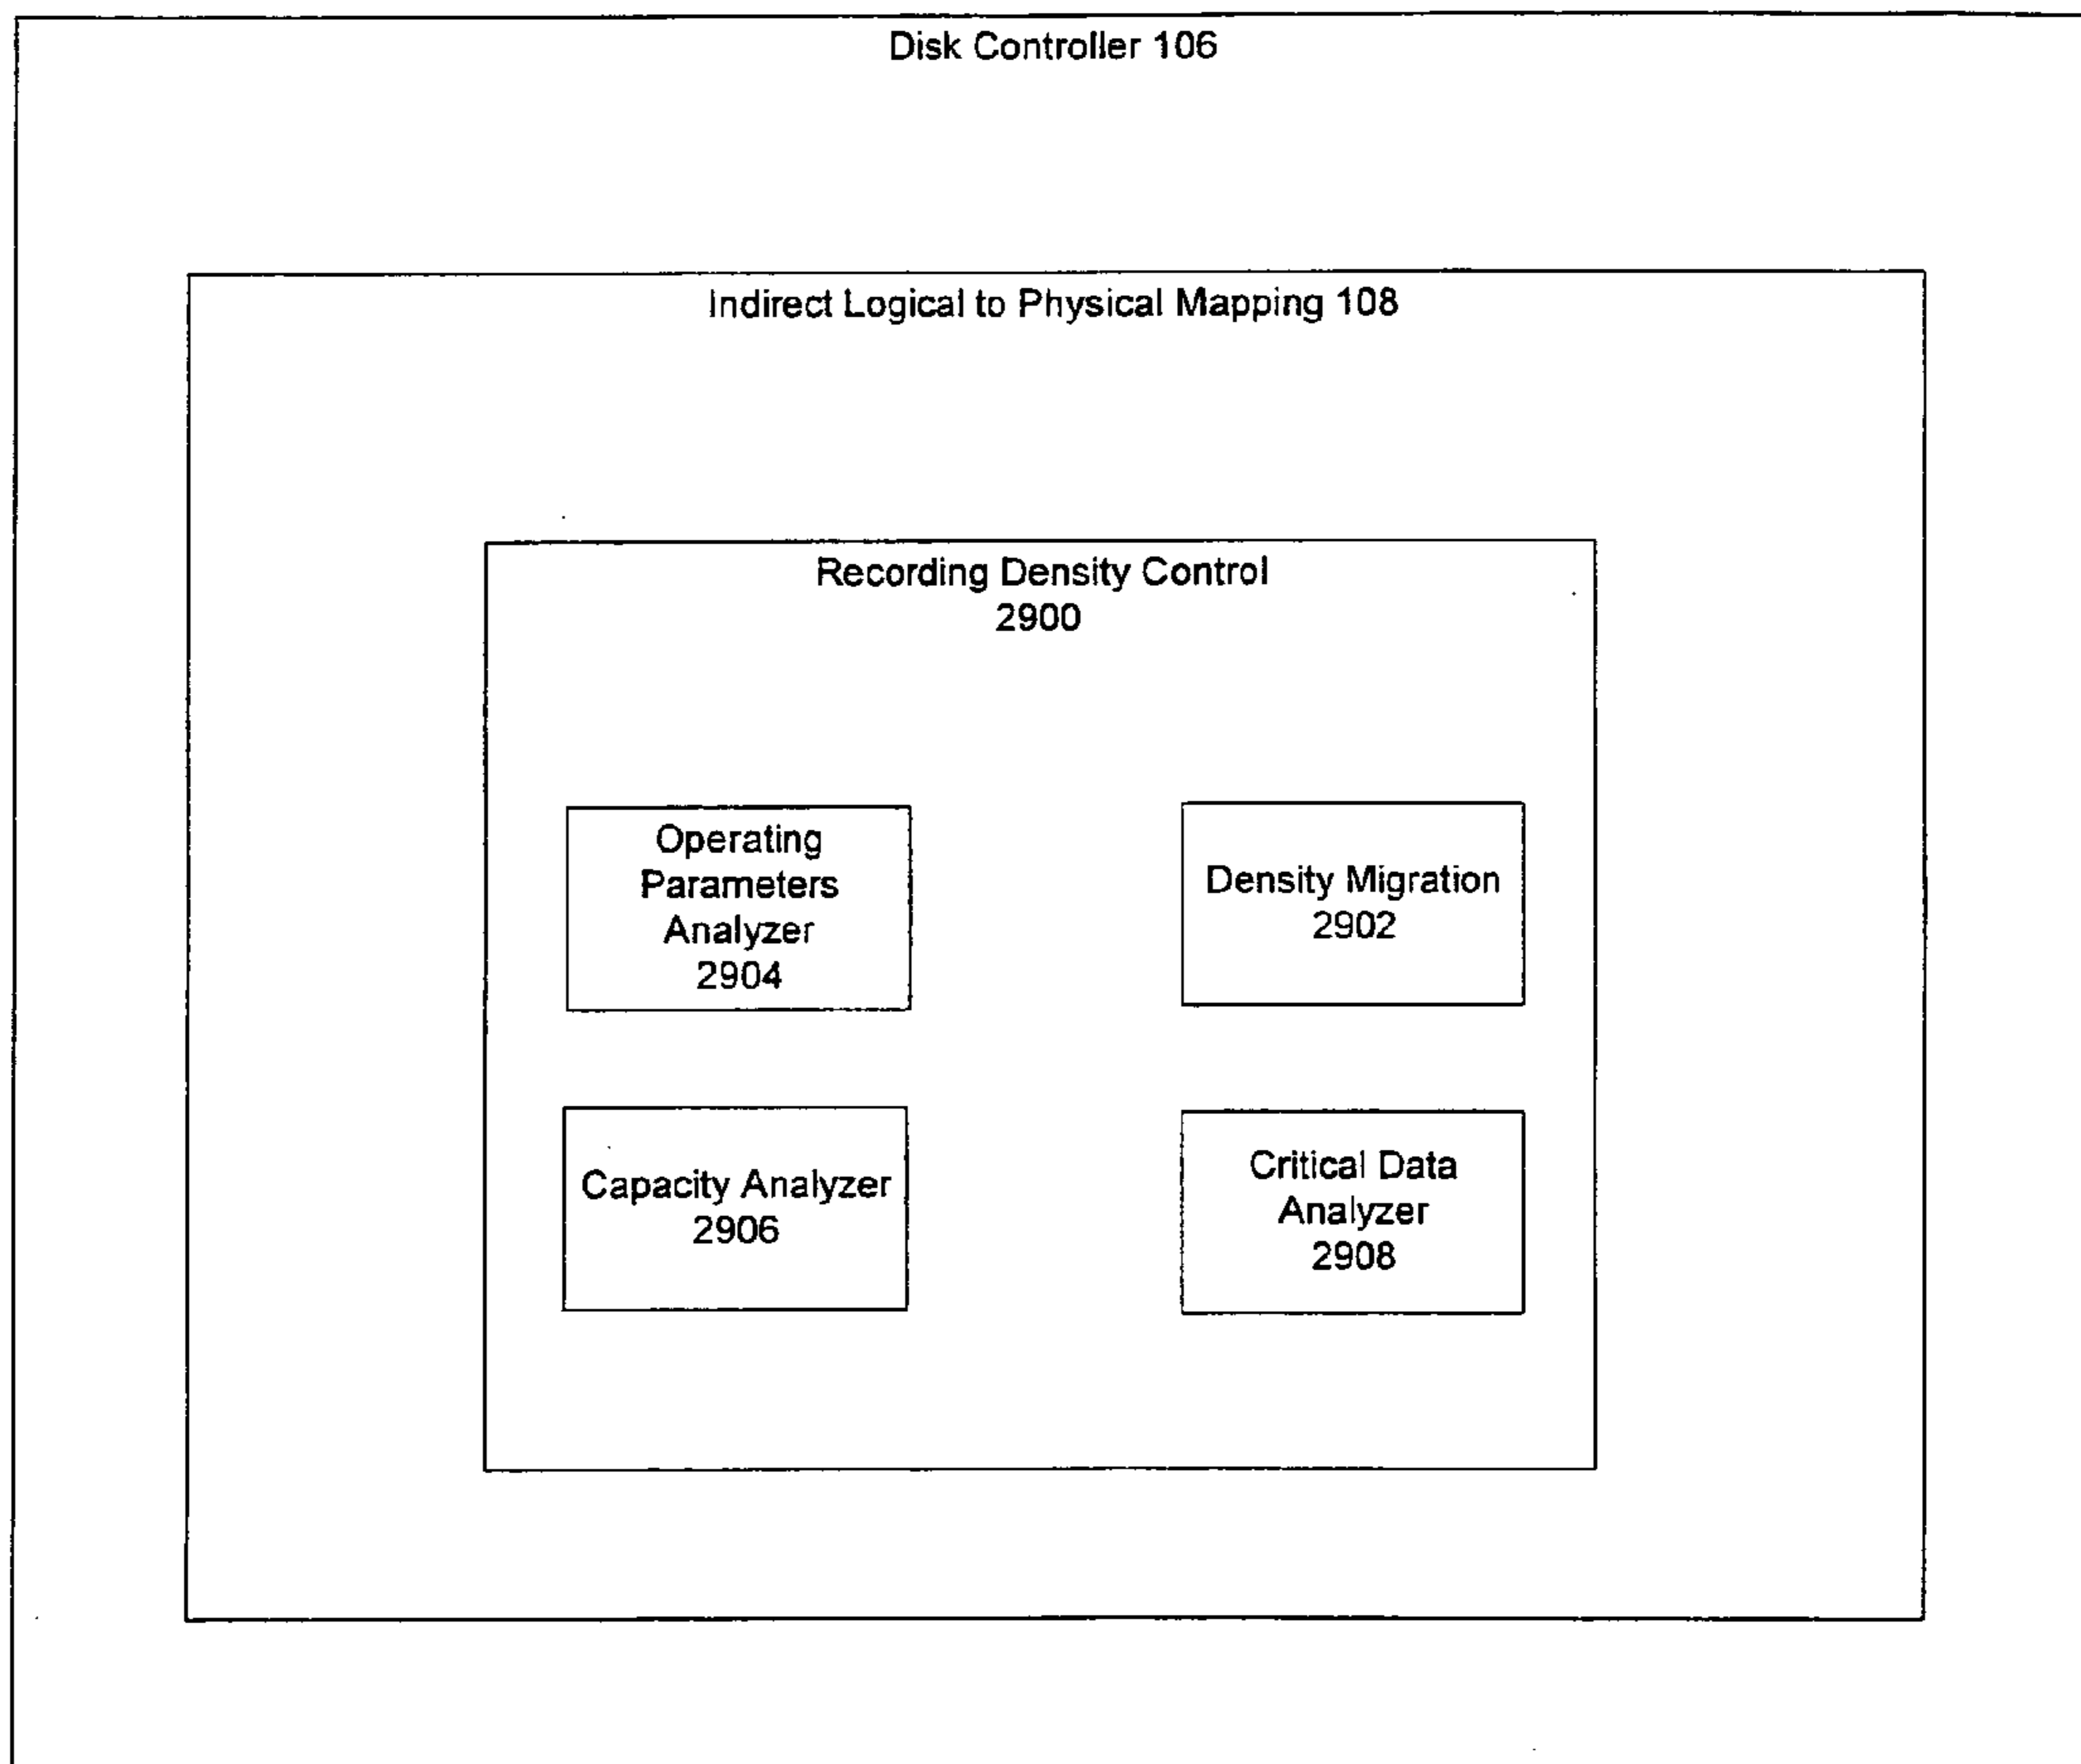 Disk Controller 106
Indirect Logical to Physical Mapping 108
Recording Density Control
2900
Operating
Parameters
Analyzer
2904
Density Migration
2902
Capacity Analyzer
2906
Critical Data
Analyzer
2908